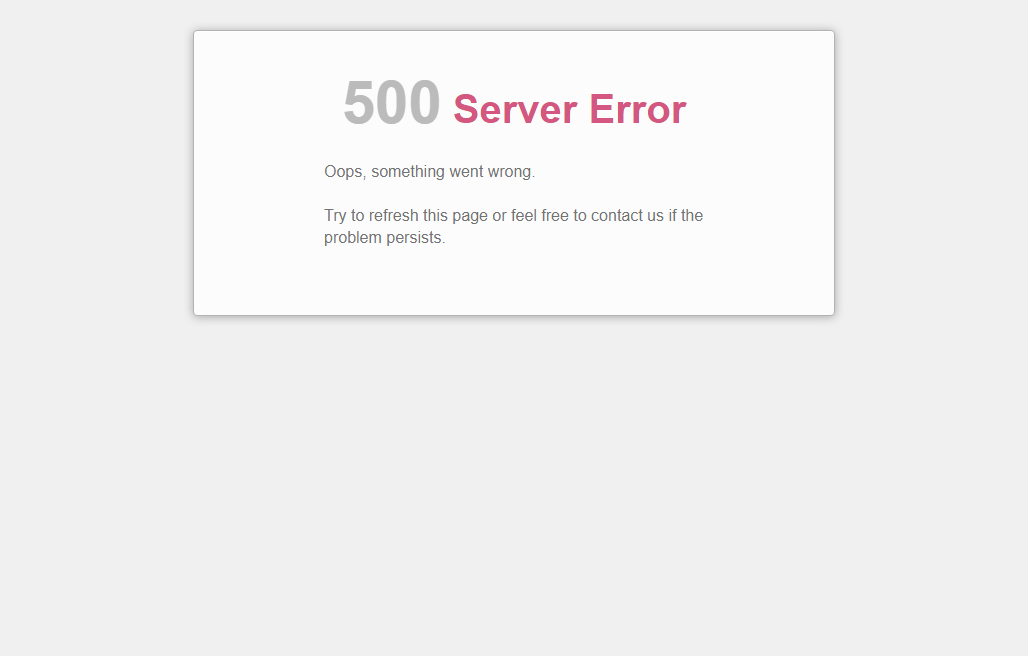 500 Server Error
Oops, something went wrong.
Try to refresh this page or feel free to contact us if the
problem persists.